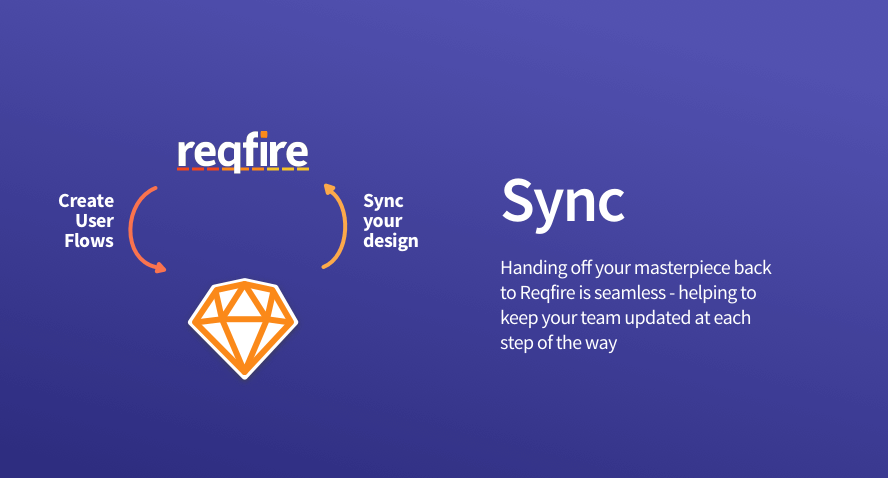 reqfire
Create
User
Flows
Sync
your
design
Sync
Handing off your masterpiece back
to Reqfire is seamless - helping to
keep your team updated at each
step of the way